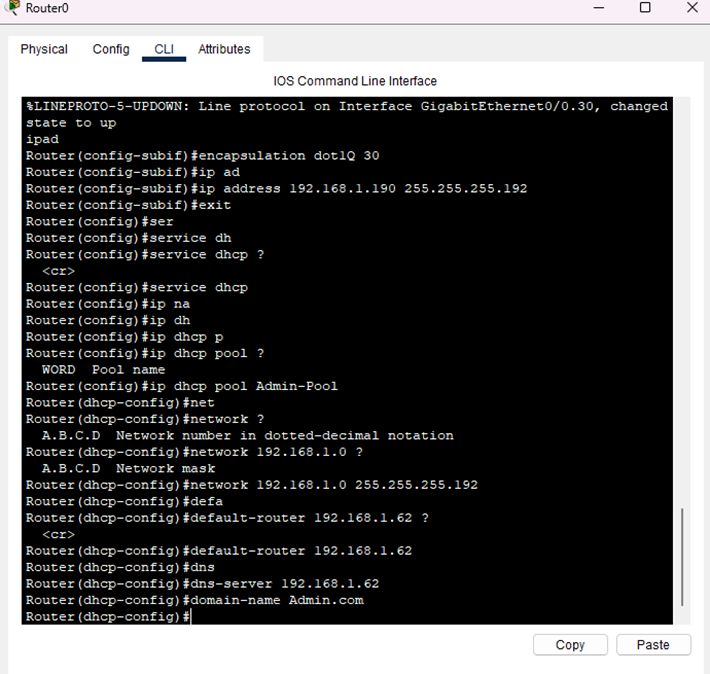 Router0
Physical Config CLI Attributes
IOS Command Line Interface
%LINEPROTO-5-UPDOWN: Line protocol on Interface GigabitEthernet0/0.30, changed
state to up
ipad
Router(config-subif)#encapsulation dot1Q 30
Router(config-subif)#ip ad
Router(config-subif)#ip address 192.168.1.190 255.255.255.192
Router(config-subif)#exit
Router(config)#ser
Router(config)#service dh
Router(config)#service dhcp ?
  <cr>
Router(config)#service dhcp
Router(config)#ip na
Router(config)#ip dh
Router(config)#ip dhcp p
Router(config)#ip dhcp pool ?
  WORD  Pool name
Router(config)#ip dhcp pool Admin-Pool
Router(dhcp-config)#net
Router(dhcp-config)#network ?
  A.B.C.D  Network number in dotted-decimal notation
Router(dhcp-config)#network 192.168.1.0 ?
  A.B.C.D  Network mask
Router(dhcp-config)#network 192.168.1.0 255.255.255.192
Router(dhcp-config)#defa
Router(dhcp-config)#default-router 192.168.1.62 ?
  <cr>
Router(dhcp-config)#default-router 192.168.1.62
Router(dhcp-config)#dns
Router(dhcp-config)#dns-server 192.168.1.62
Router(dhcp-config)#domain-name Admin.com
Router(dhcp-config)#
Copy Paste